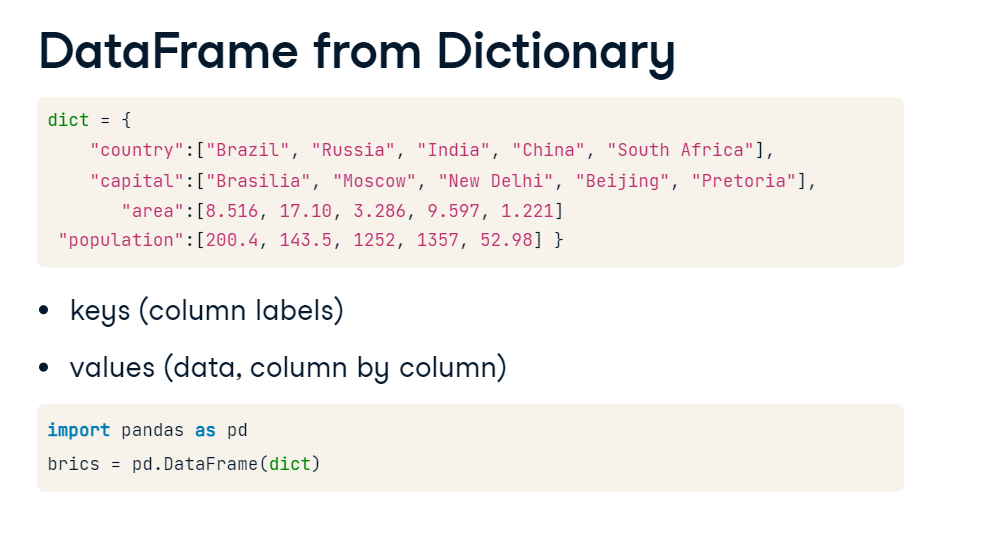 DataFrame from Dictionary
dict = {
    "country":["Brazil", "Russia", "India", "China", "South Africa"],
    "capital":["Brasilia", "Moscow", "New Delhi", "Beijing", "Pretoria"],
       "area":[8.516, 17.10, 3.286, 9.597, 1.221]
 "population":[200.4, 143.5, 1252, 1357, 52.98] }
• keys (column labels)
• values (data, column by column)
import pandas as pd
brics = pd.DataFrame(dict)